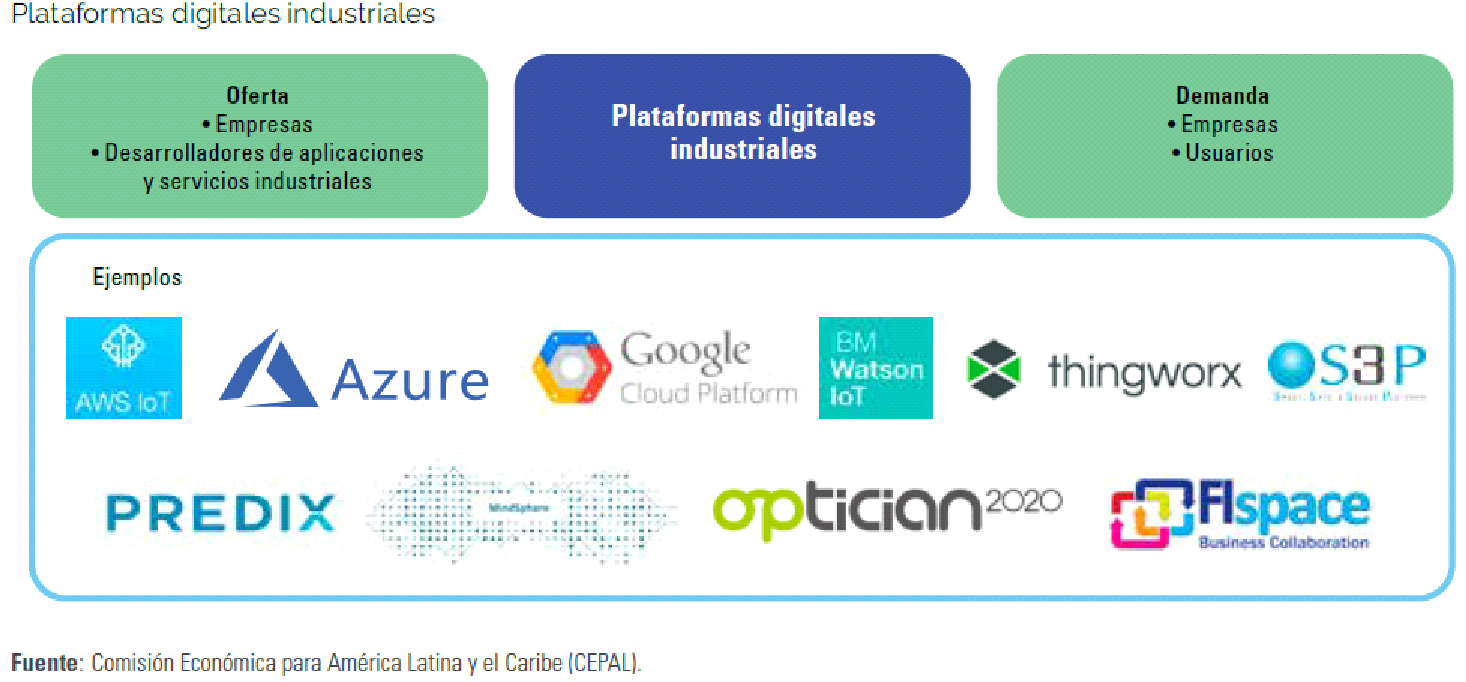 Plataformas digitales industriales
Oferta
• Empresas
• Desarrolladores de aplicaciones
y servicios industriales
Plataformas digitales
industriales
Demanda
• Empresas
• Usuarios
Ejemplos
AWS IoT
Azure
Google
Cloud Platform
IBM
Watson
IoT
thingworx
S3P
PREDIX
MindSphere
optician2020
FIspace
Business Collaboration
Fuente: Comisión Económica para América Latina y el Caribe (CEPAL).